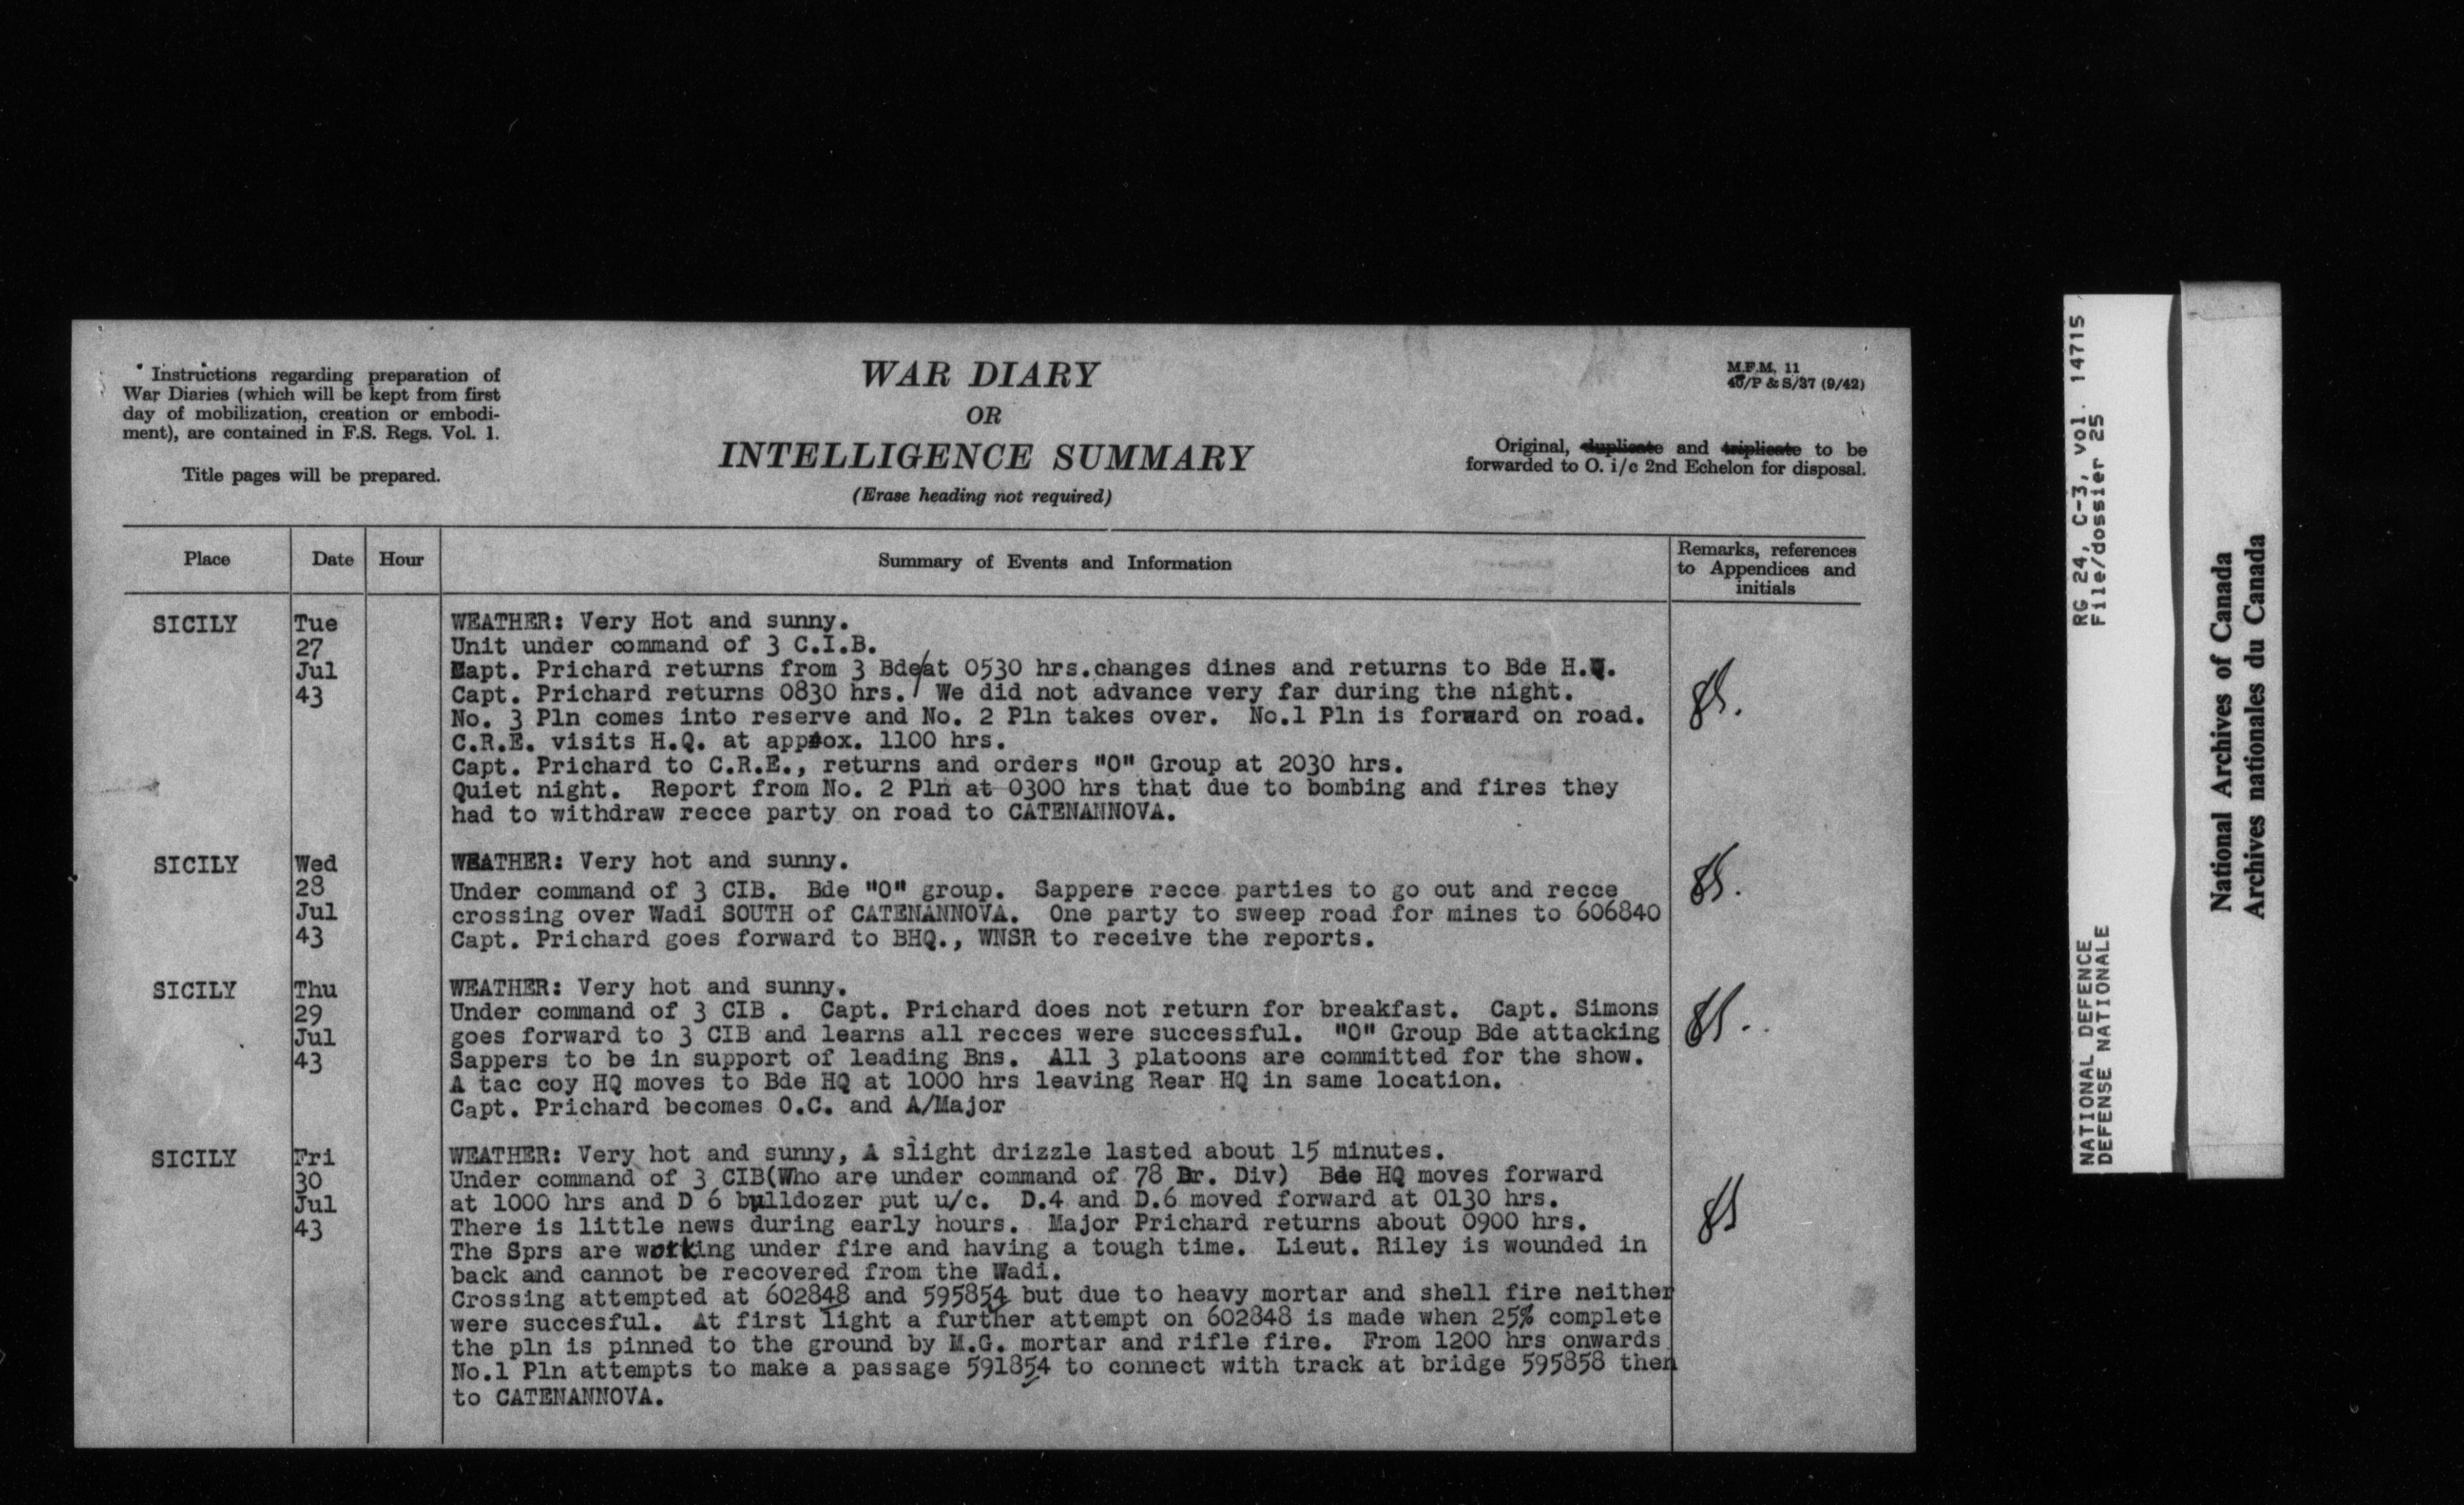 Instructions regarding preparation of
War Diaries (which will be kept from first
day of mobilization, creation or embodi-
ment), are contained in F.S. Regs. Vol. 1.
Title pages will be prepared.
WAR DIARY
OR
INTELLIGENCE SUMMARY
(Erase heading not required)
M.F.M. 11
40/P & S/37 (9/42)
Original, duplicate and triplicate to be
forwarded to O. i/c 2nd Echelon for disposal.
Place Date Hour Summary of Events and Information Remarks, references
to Appendices and
initials
SICILY Tue WEATHER: Very Hot and sunny.
27 Unit under command of 3 C.I.B.
Jul Capt. Prichard returns from 3 Bde/at 0530 hrs.changes dines and returns to Bde H.Q.
43 Capt. Prichard returns 0830 hrs. We did not advance very far during the night.
No. 3 Pln comes into reserve and No. 2 Pln takes over. No.1 Pln is forward on road.
C.R.E. visits H.Q. at approx. 1100 hrs.
Capt. Prichard to C.R.E., returns and orders "O" Group at 2030 hrs.
Quiet night. Report from No. 2 Pln at 0300 hrs that due to bombing and fires they
had to withdraw recce party on road to CATENANNOVA.
SICILY Wed WEATHER: Very hot and sunny.
28 Under command of 3 CIB. Bde "O" group. Sappers recce parties to go out and recce
Jul crossing over Wadi SOUTH of CATENANNOVA. One party to sweep road for mines to 606840
43 Capt. Prichard goes forward to BHQ., WNSR to receive the reports.
SICILY Thu WEATHER: Very hot and sunny.
29 Under command of 3 CIB . Capt. Prichard does not return for breakfast. Capt. Simons
Jul goes forward to 3 CIB and learns all recces were successful. "O" Group Bde attacking
43 Sappers to be in support of leading Bns. All 3 platoons are committed for the show.
A tac coy HQ moves to Bde HQ at 1000 hrs leaving Rear HQ in same location.
Capt. Prichard becomes O.C. and A/Major
SICILY Fri WEATHER: Very hot and sunny, A slight drizzle lasted about 15 minutes.
30 Under command of 3 CIB(Who are under command of 78 Br. Div) Bde HQ moves forward
Jul at 1000 hrs and D 6 bulldozer put u/c. D.4 and D.6 moved forward at 0130 hrs.
43 There is little news during early hours. Major Prichard returns about 0900 hrs.
The Sprs are working under fire and having a tough time. Lieut. Riley is wounded in
back and cannot be recovered from the Wadi.
Crossing attempted at 602848 and 595854 but due to heavy mortar and shell fire neither
were succesful. At first light a further attempt on 602848 is made when 25% complete
the pln is pinned to the ground by M.G. mortar and rifle fire. From 1200 hrs onwards
No.1 Pln attempts to make a passage 591854 to connect with track at bridge 595858 then
to CATENANNOVA.
NATIONAL DEFENCE RG 24, C-3, vol. 14715
DEFENSE NATIONALE File/dossier 25
National Archives of Canada
Archives nationales du Canada